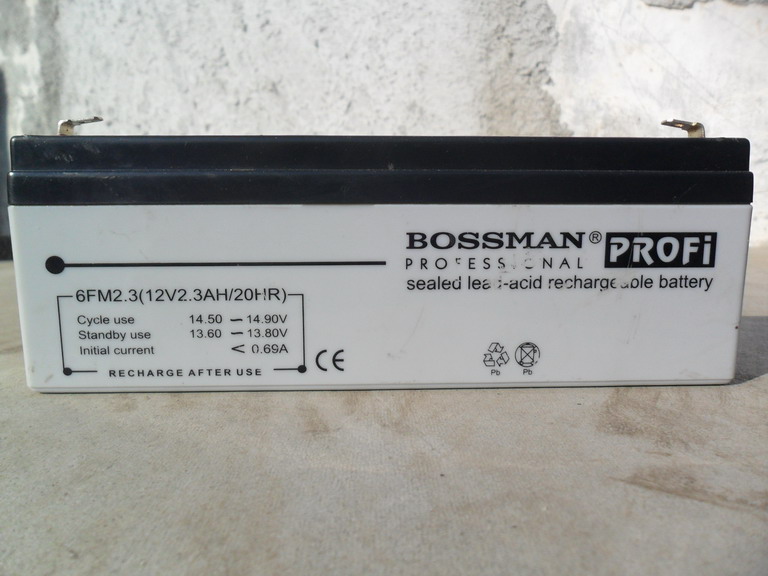 BOSSMAN® PROFi
PROFESSIONAL
sealed lead-acid rechargeable battery
6FM2.3(12V2.3AH/20HR)
Cycle use 14.50 ∼ 14.90V
Standby use 13.60 ∼ 13.80V
Initial current < 0.69A
RECHARGE AFTER USE
CE
Pb Pb